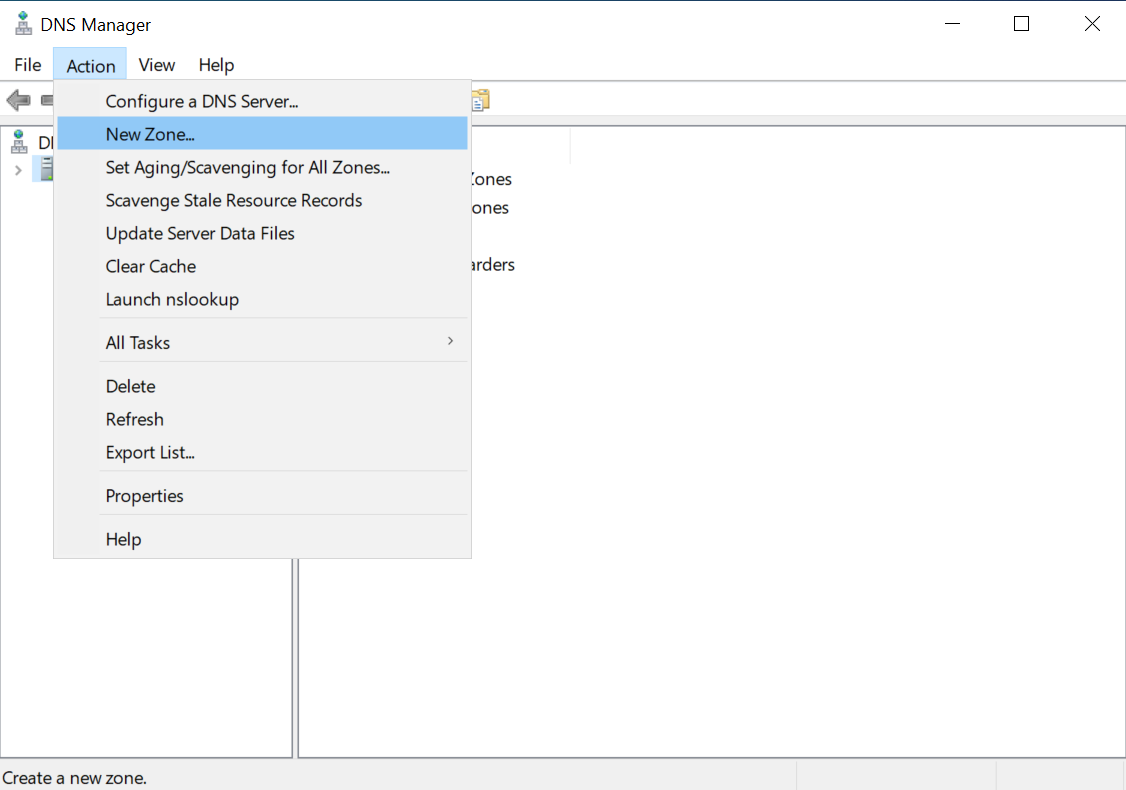 DNS Manager
File Action View Help
Configure a DNS Server...
New Zone...
Set Aging/Scavenging for All Zones...
Scavenge Stale Resource Records
Update Server Data Files
Clear Cache
Launch nslookup
All Tasks
Delete
Refresh
Export List...
Properties
Help
Zones
ones
arders
Create a new zone.